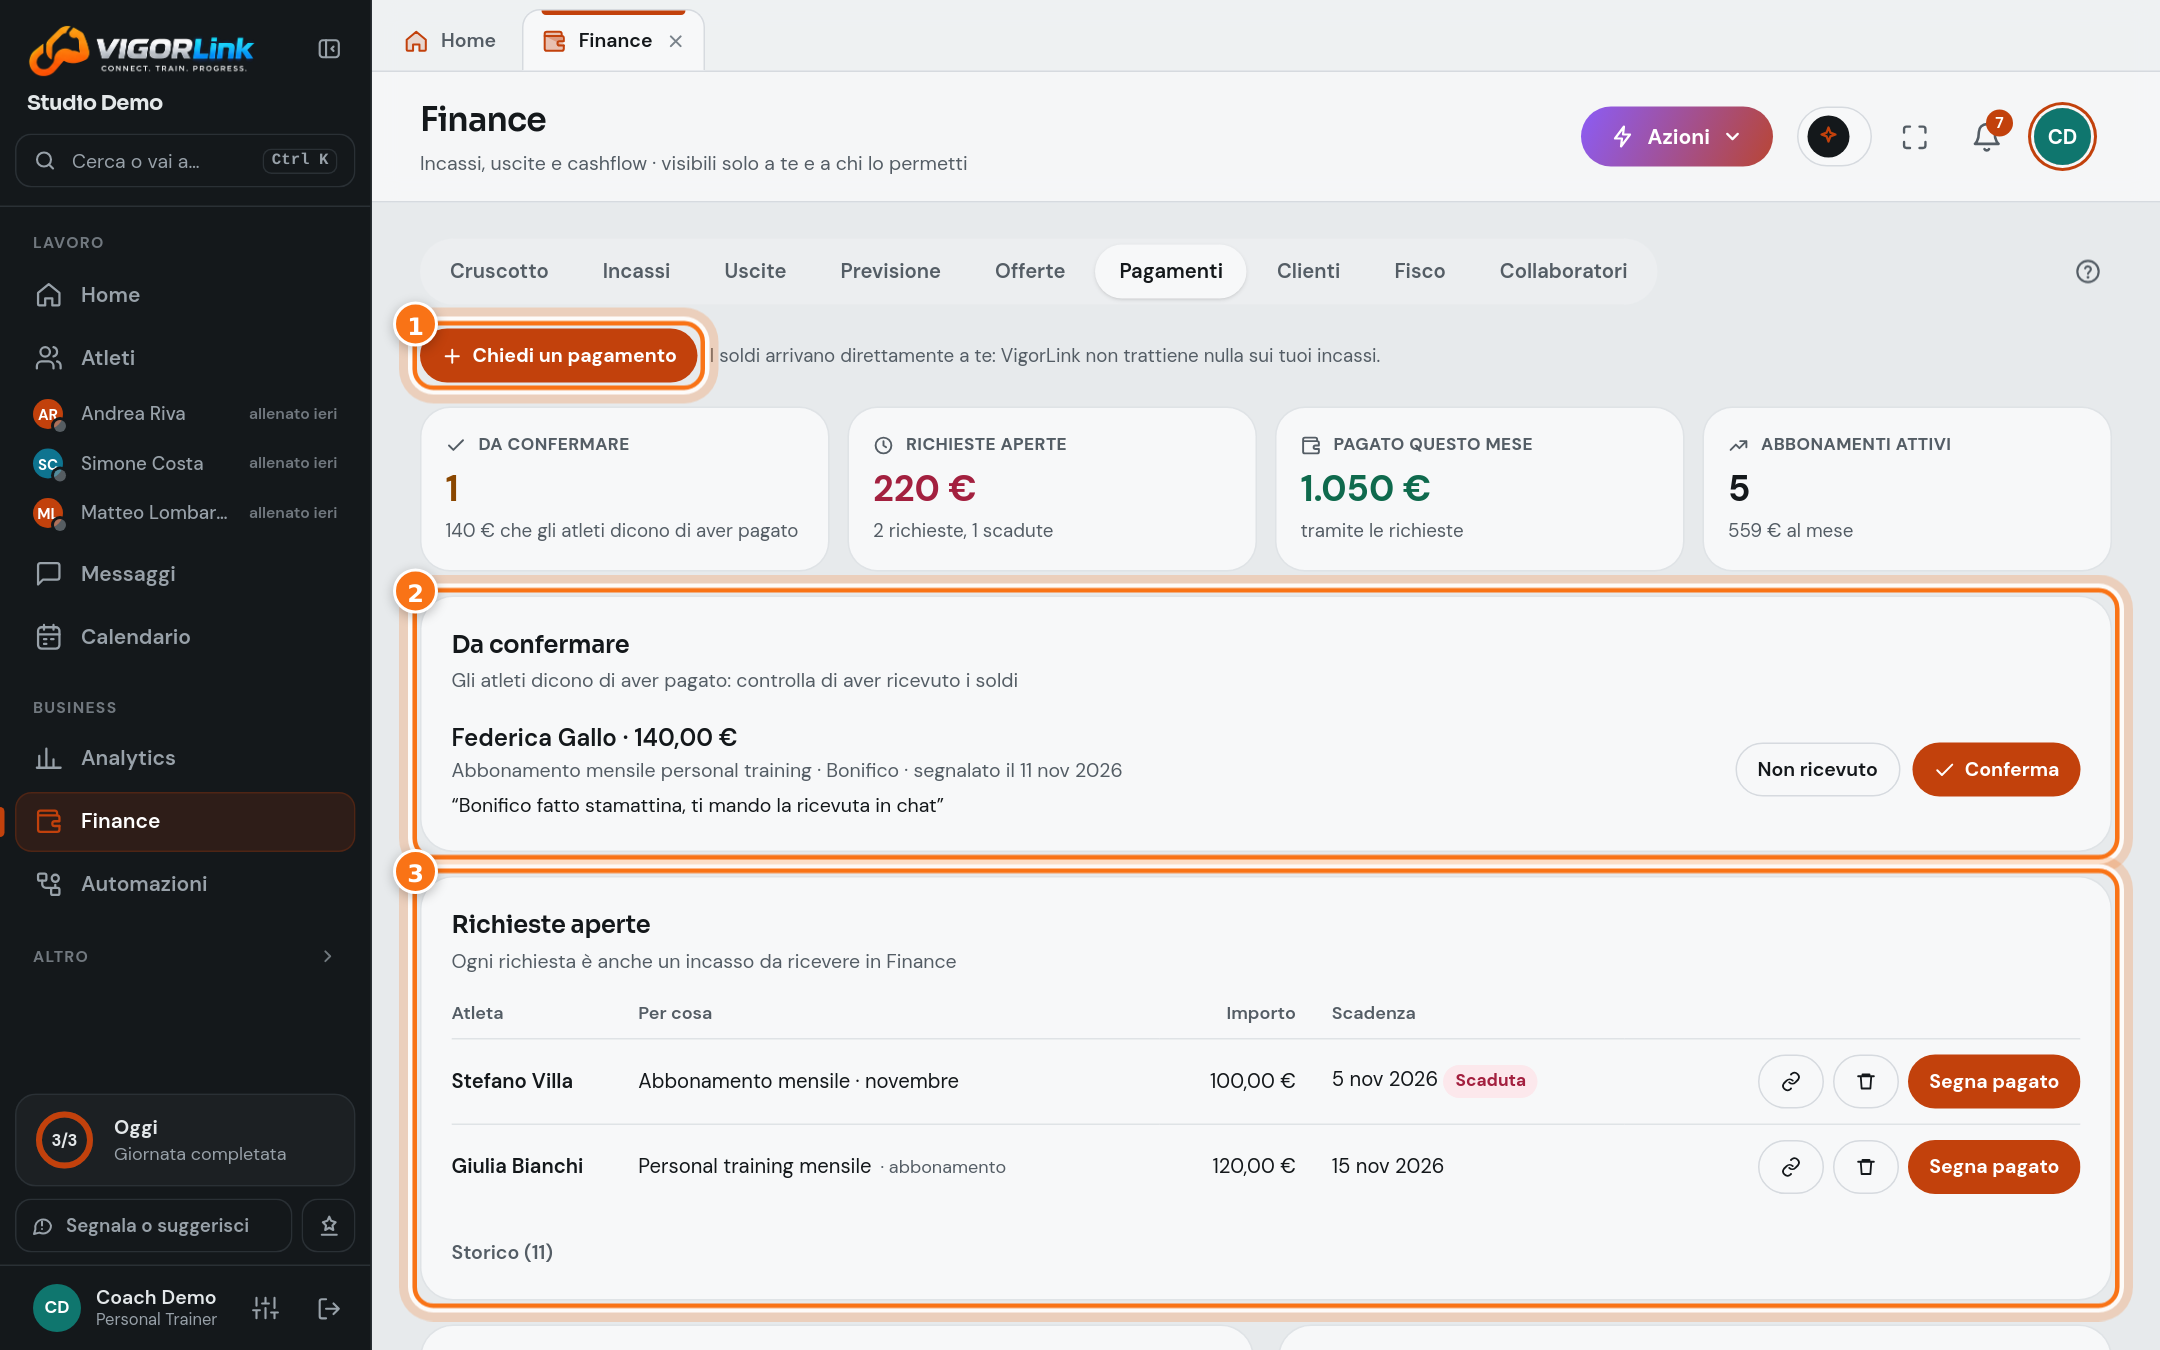 VIGORLink
CONNECT. TRAIN. PROGRESS.
Studio Demo
Cerca o vai a... Ctrl K
LAVORO
Home
Atleti
AR Andrea Riva allenato ieri
SC Simone Costa allenato ieri
ML Matteo Lombar... allenato ieri
Messaggi
Calendario
BUSINESS
Analytics
Finance
Automazioni
ALTRO
3/3 Oggi
Giornata completata
Segnala o suggerisci
CD Coach Demo
Personal Trainer
Home Finance
Finance
Incassi, uscite e cashflow · visibili solo a te e a chi lo permetti
Azioni 7 CD
Cruscotto Incassi Uscite Previsione Offerte Pagamenti Clienti Fisco Collaboratori
1
Chiedi un pagamento I soldi arrivano direttamente a te: VigorLink non trattiene nulla sui tuoi incassi.
DA CONFERMARE
1
140 € che gli atleti dicono di aver pagato
RICHIESTE APERTE
220 €
2 richieste, 1 scadute
PAGATO QUESTO MESE
1.050 €
tramite le richieste
ABBONAMENTI ATTIVI
5
559 € al mese
2
Da confermare
Gli atleti dicono di aver pagato: controlla di aver ricevuto i soldi
Federica Gallo · 140,00 €
Abbonamento mensile personal training · Bonifico · segnalato il 11 nov 2026
“Bonifico fatto stamattina, ti mando la ricevuta in chat”
Non ricevuto Conferma
3
Richieste aperte
Ogni richiesta è anche un incasso da ricevere in Finance
Atleta Per cosa Importo Scadenza
Stefano Villa Abbonamento mensile · novembre 100,00 € 5 nov 2026 Scaduta Segna pagato
Giulia Bianchi Personal training mensile · abbonamento 120,00 € 15 nov 2026 Segna pagato
Storico (11)